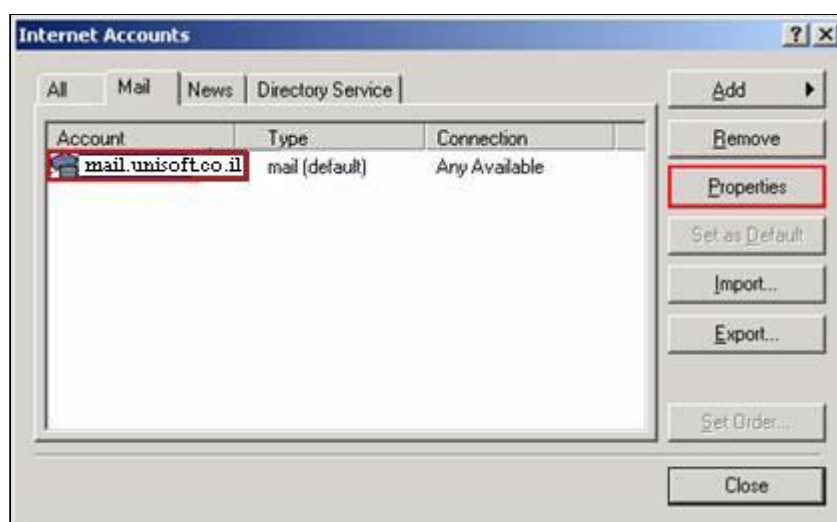 Internet Accounts
All Mail News Directory Service
Account Type Connection
mail.unisoft.co.il mail (default) Any Available
Add
Remove
Properties
Set as Default
Import...
Export...
Set Order...
Close